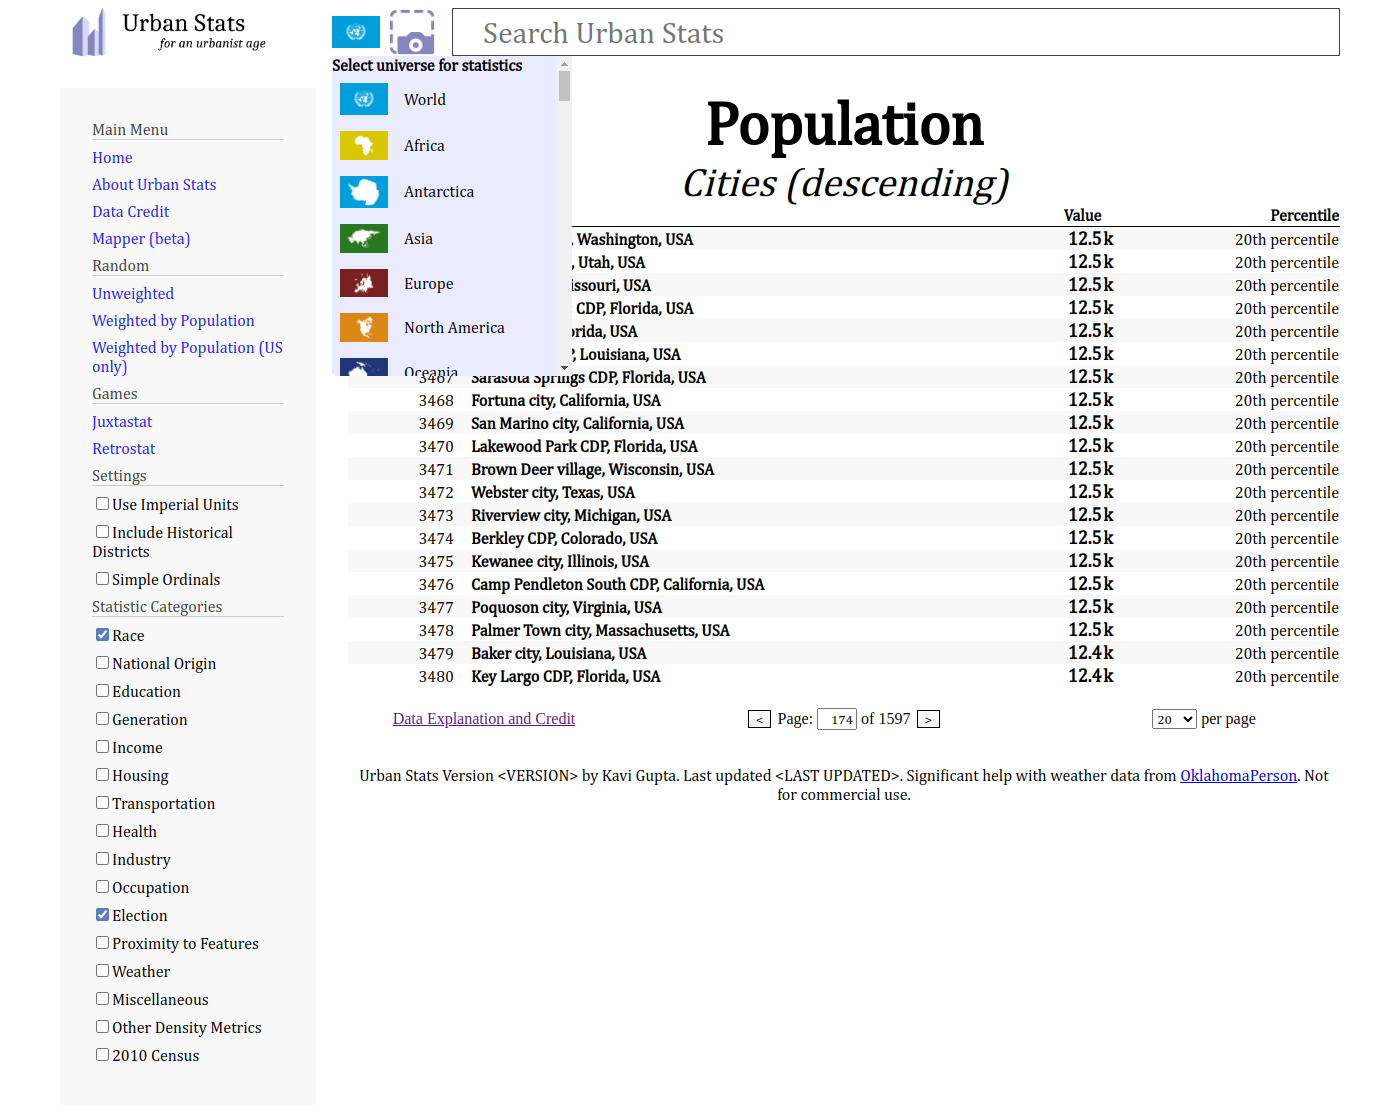 Urban Stats
for an urbanist age
Search Urban Stats
Select universe for statistics
World
Africa
Antarctica
Asia
Europe
North America
Oceania
Main Menu
Home
About Urban Stats
Data Credit
Mapper (beta)
Random
Unweighted
Weighted by Population
Weighted by Population (US
only)
Games
Juxtastat
Retrostat
Settings
Use Imperial Units
Include Historical
Districts
Simple Ordinals
Statistic Categories
Race
National Origin
Education
Generation
Income
Housing
Transportation
Health
Industry
Occupation
Election
Proximity to Features
Weather
Miscellaneous
Other Density Metrics
2010 Census
Population
Cities (descending)
Value Percentile
, Washington, USA 12.5k 20th percentile
, Utah, USA 12.5k 20th percentile
USA 12.5k 20th percentile
CDP, Florida, USA 12.5k 20th percentile
USA 12.5k 20th percentile
, Louisiana, USA 12.5k 20th percentile
3467 Sarasota Springs CDP, Florida, USA 12.5k 20th percentile
3468 Fortuna city, California, USA 12.5k 20th percentile
3469 San Marino city, California, USA 12.5k 20th percentile
3470 Lakewood Park CDP, Florida, USA 12.5k 20th percentile
3471 Brown Deer village, Wisconsin, USA 12.5k 20th percentile
3472 Webster city, Texas, USA 12.5k 20th percentile
3473 Riverview city, Michigan, USA 12.5k 20th percentile
3474 Berkley CDP, Colorado, USA 12.5k 20th percentile
3475 Kewanee city, Illinois, USA 12.5k 20th percentile
3476 Camp Pendleton South CDP, California, USA 12.5k 20th percentile
3477 Poquoson city, Virginia, USA 12.5k 20th percentile
3478 Palmer Town city, Massachusetts, USA 12.5k 20th percentile
3479 Baker city, Louisiana, USA 12.4k 20th percentile
3480 Key Largo CDP, Florida, USA 12.4k 20th percentile
Data Explanation and Credit < Page: 174 of 1597 > 20 per page
Urban Stats Version <VERSION> by Kavi Gupta. Last updated <LAST UPDATED>. Significant help with weather data from OklahomaPerson. Not
for commercial use.